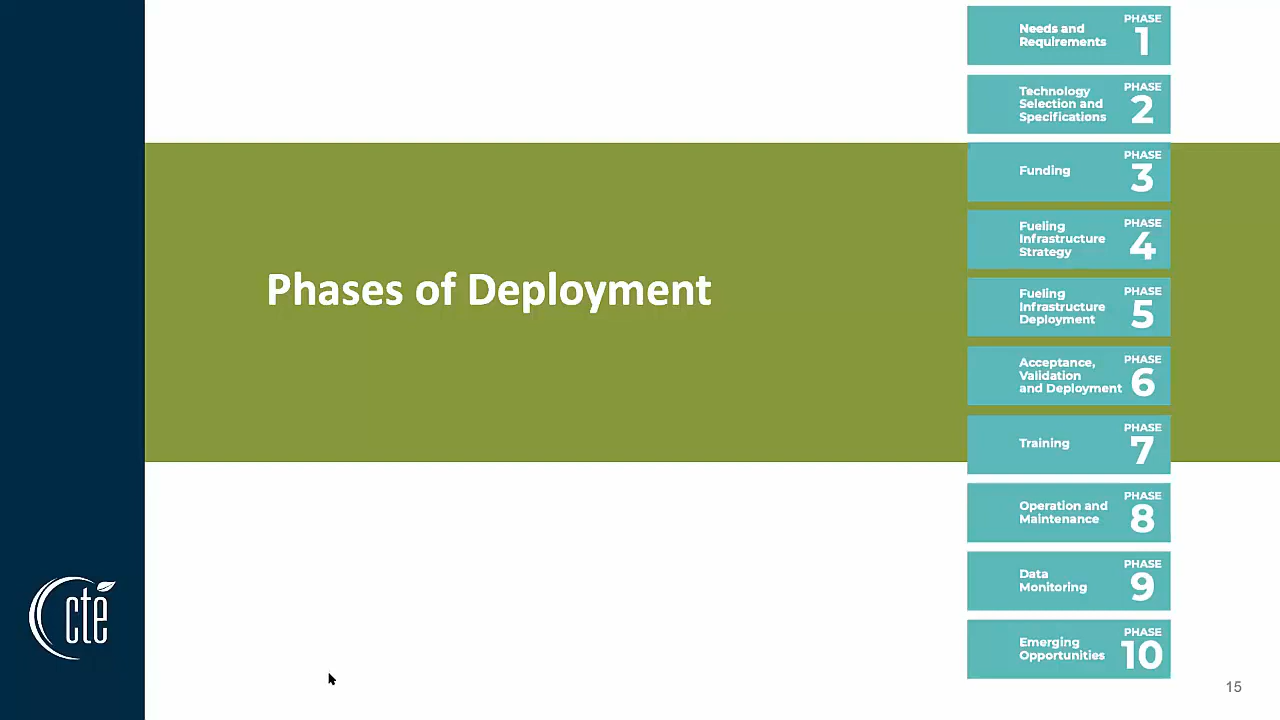 Phases of Deployment
Needs and
Requirements
PHASE
1
Technology
Selection and
Specifications
PHASE
2
Funding
PHASE
3
Fueling
Infrastructure
Strategy
PHASE
4
Fueling
Infrastructure
Deployment
PHASE
5
Acceptance,
Validation
and Deployment
PHASE
6
Training
PHASE
7
Operation and
Maintenance
PHASE
8
Data
Monitoring
PHASE
9
Emerging
Opportunities
PHASE
10
cte
15